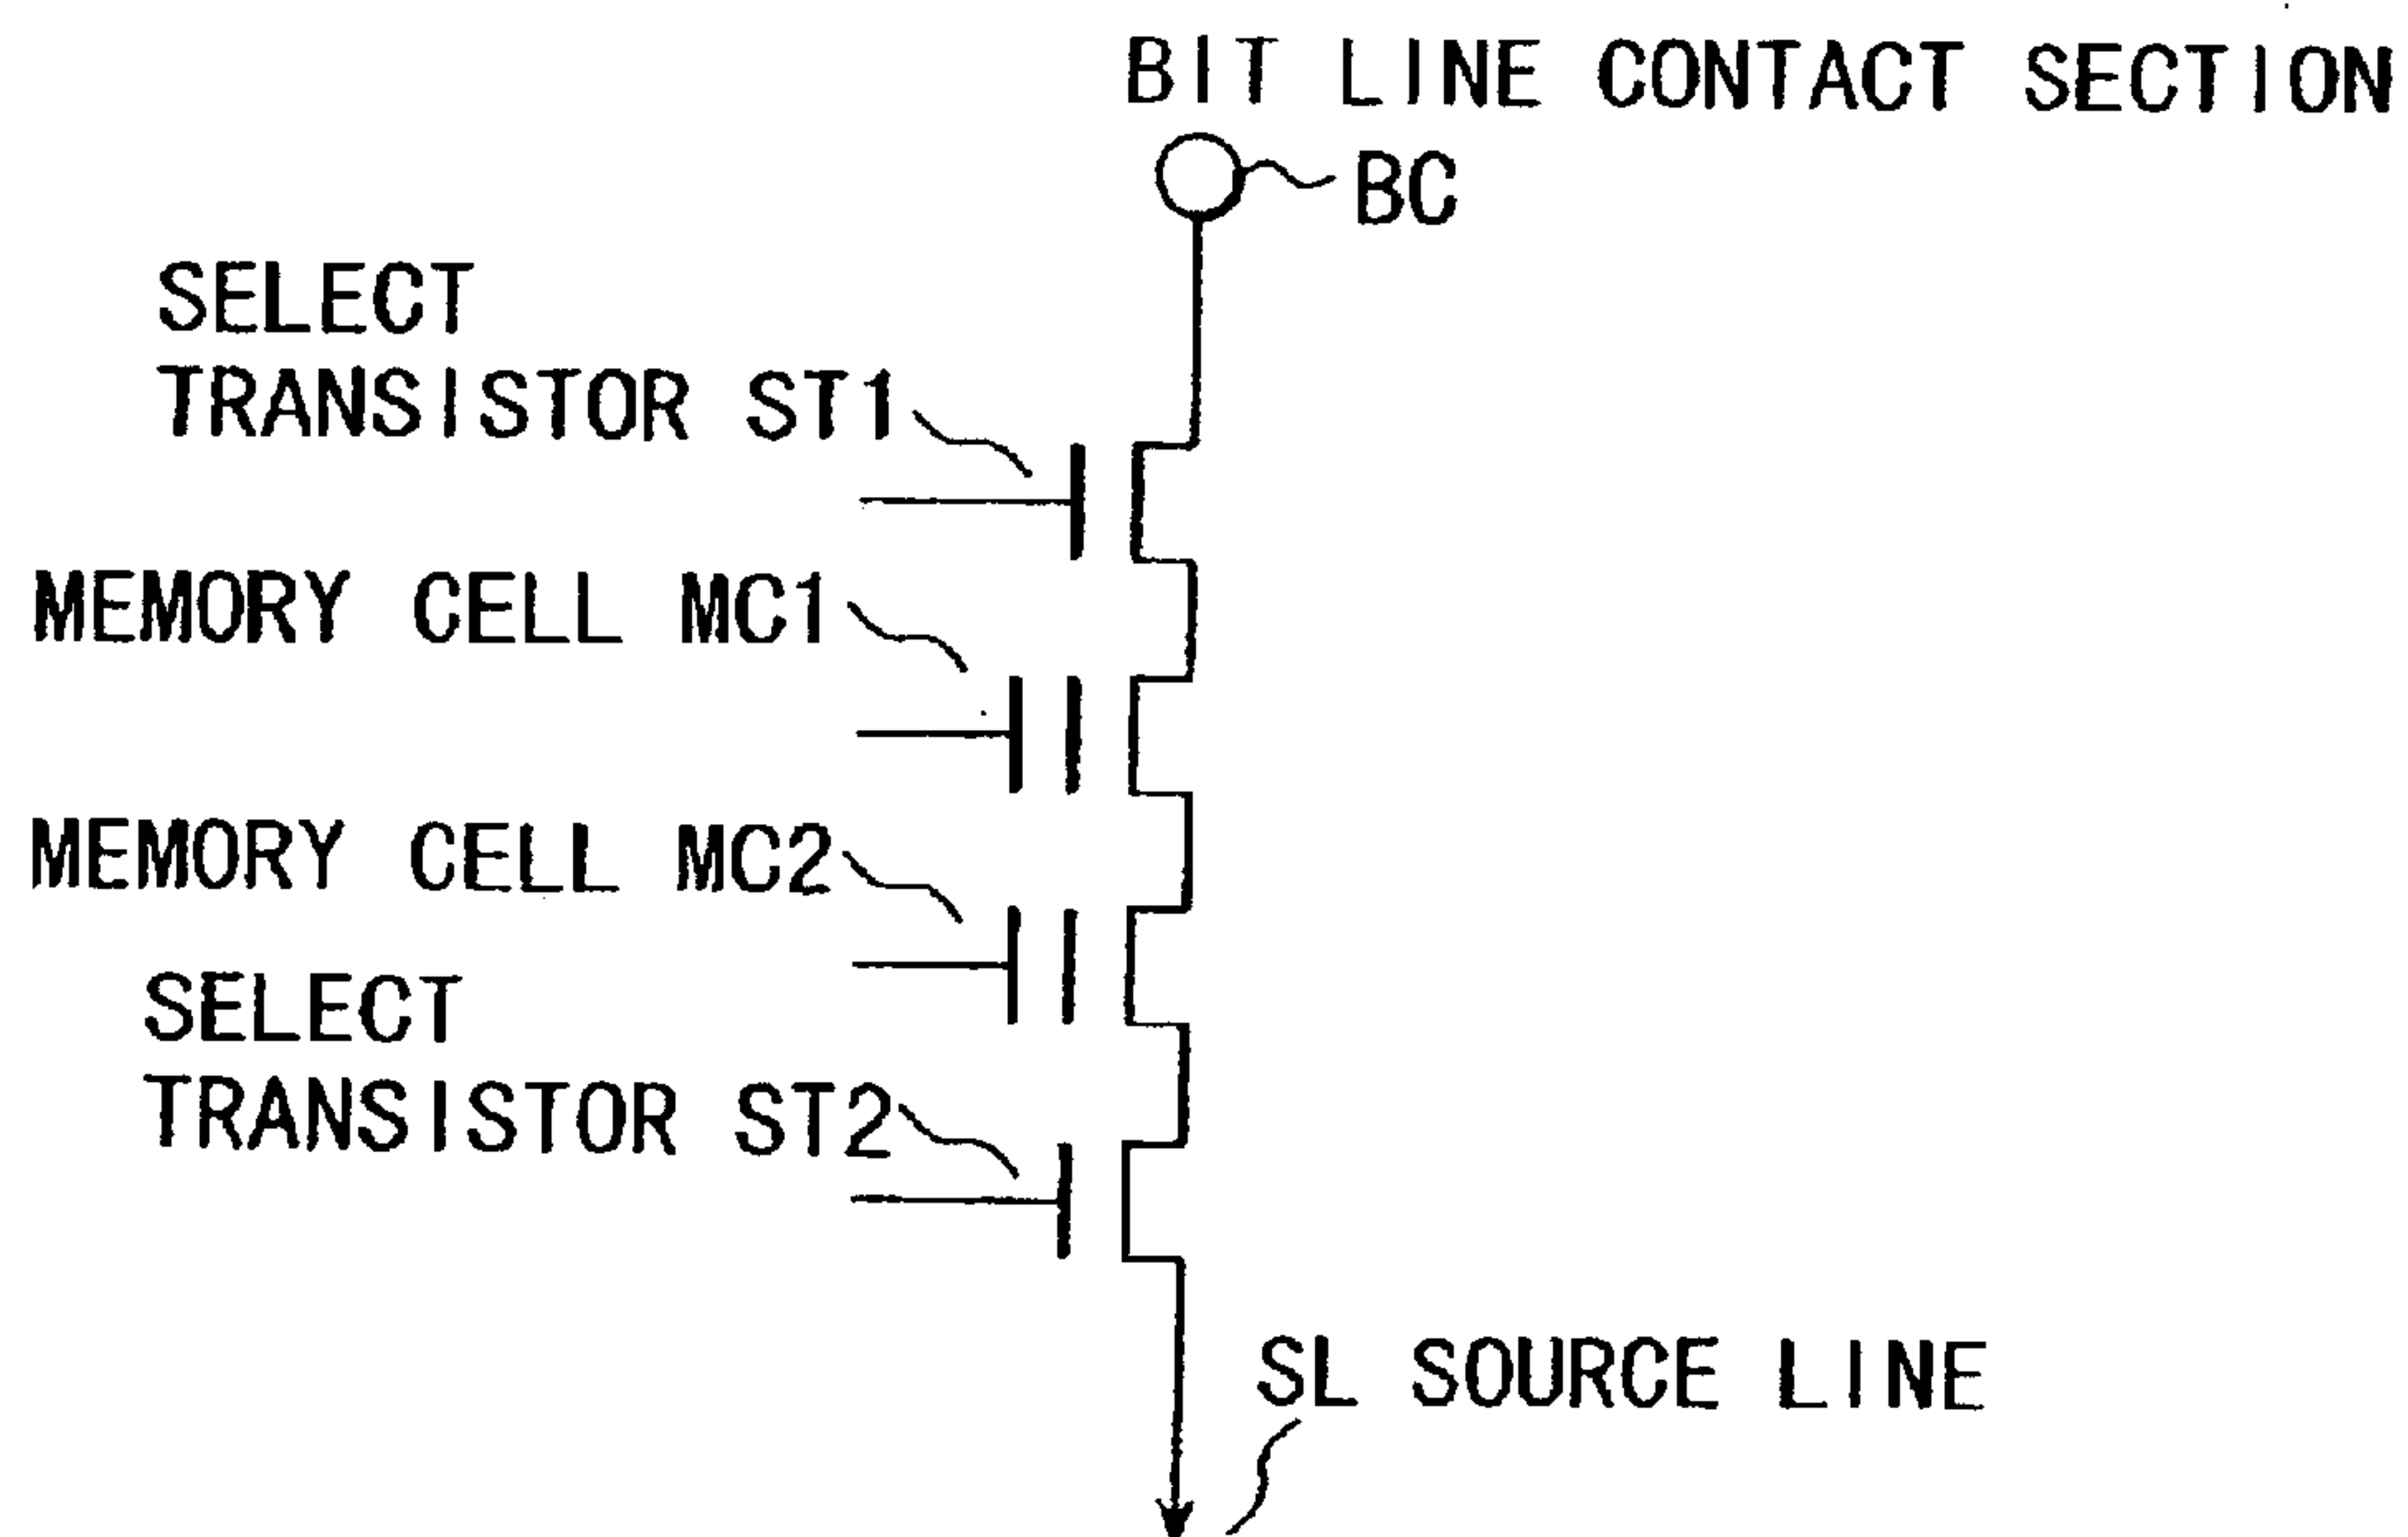 BIT LINE CONTACT SECTION
BC
SELECT
TRANSISTOR ST1
MEMORY CELL MC1
MEMORY CELL MC2
SELECT
TRANSISTOR ST2
SL SOURCE LINE